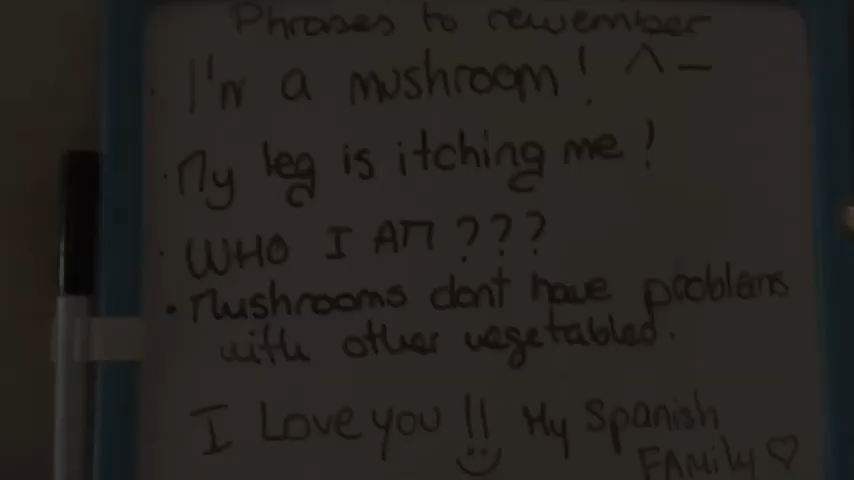 Phrases to remember
· I'm a mushroom! ^ –
· My leg is itching me!
· WHO I AM ???
· Mushrooms dont have problems
with other vegetabled.
I Love you !! My Spanish
FAMily ♡